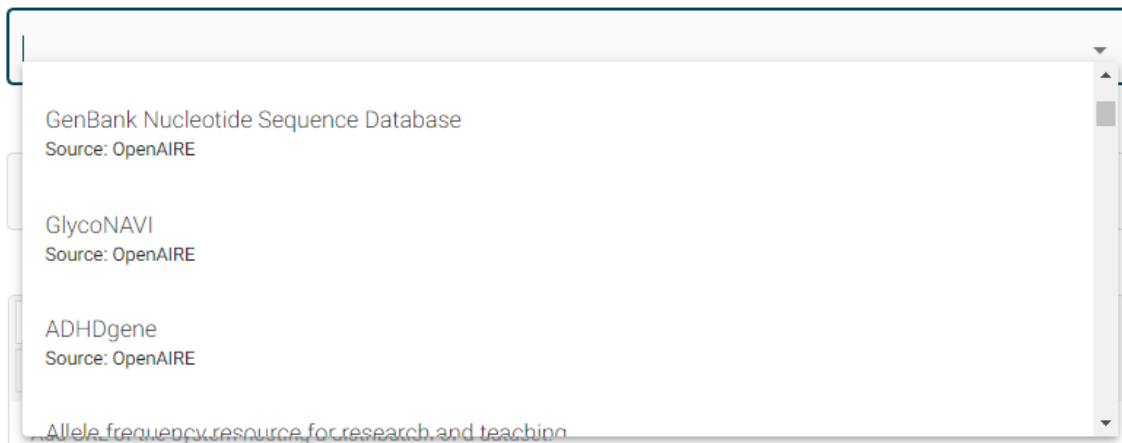 GenBank Nucleotide Sequence Database
Source: OpenAIRE
GlycoNAVI
Source: OpenAIRE
ADHDgene
Source: OpenAIRE
Allele frequency resource for research and teaching